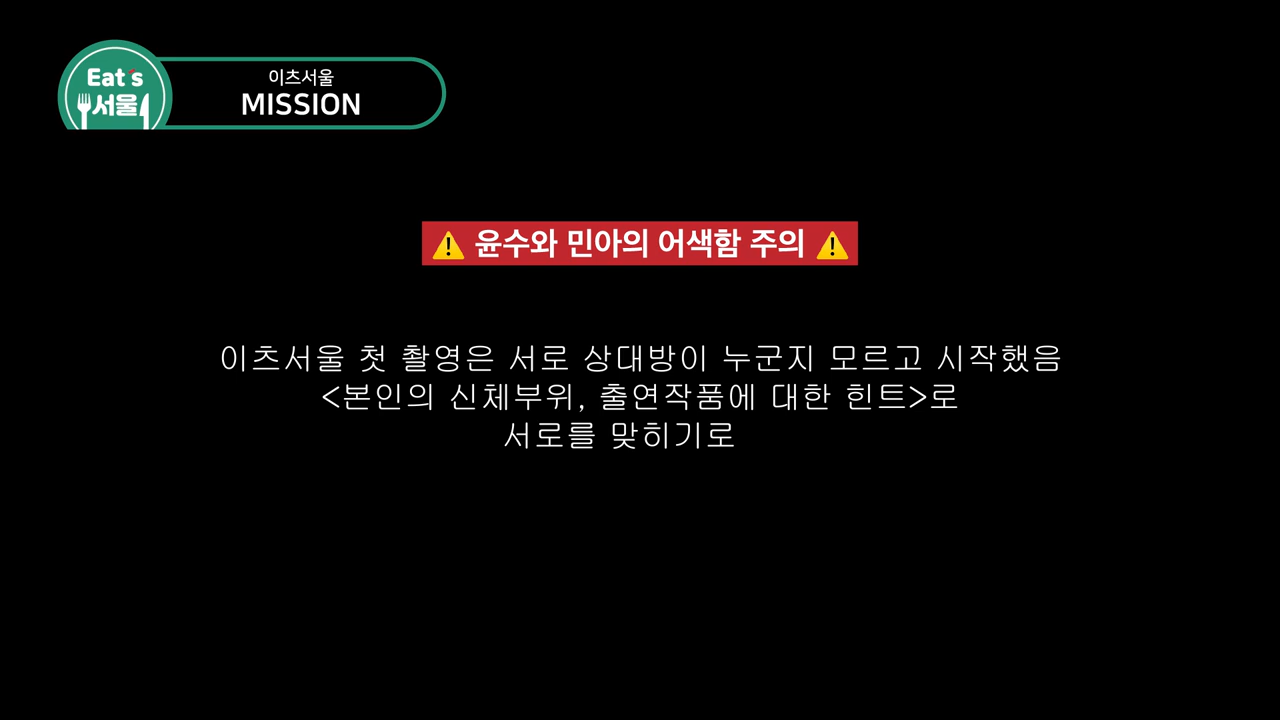 Eat's
서울
이츠서울
MISSION
⚠️ 윤수와 민아의 어색함 주의 ⚠️
이츠서울 첫 촬영은 서로 상대방이 누군지 모르고 시작했음
<본인의 신체부위, 출연작품에 대한 힌트>로
서로를 맞히기로